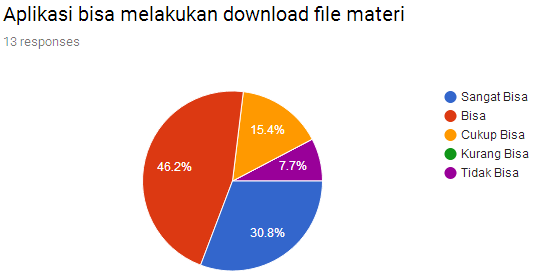 Aplikasi bisa melakukan download file materi
13 responses
15.4%
46.2%
7.7%
30.8%
Sangat Bisa
Bisa
Cukup Bisa
Kurang Bisa
Tidak Bisa